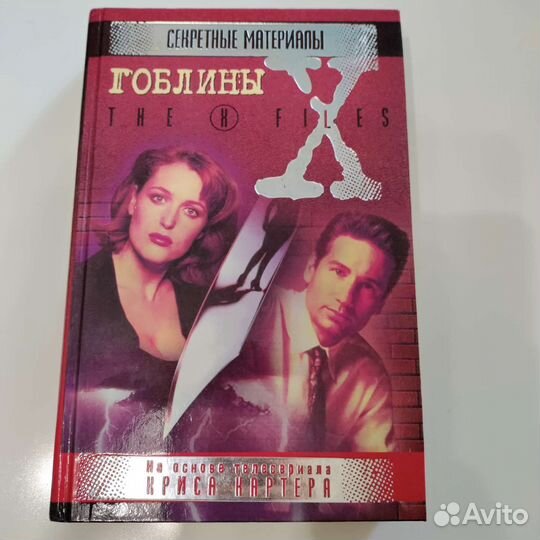 СЕКРЕТНЫЕ МАТЕРИАЛЫ
ГОБЛИНЫ
X
THE X FILES
На основе телесериала
КРИСА КАРТЕРА
Avito